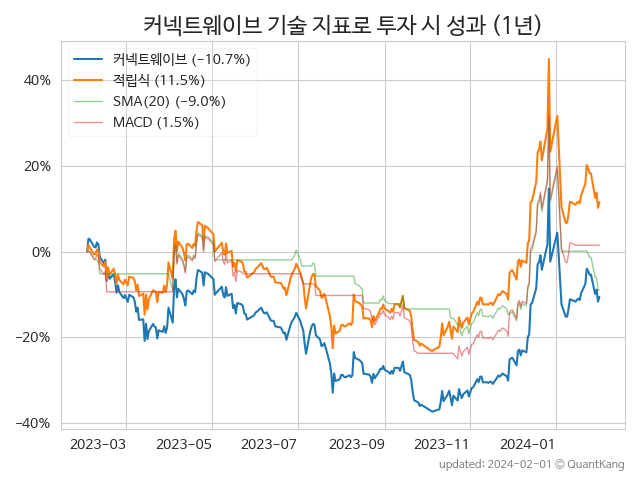 커넥트웨이브 기술 지표로 투자 시 성과 (1년)
커넥트웨이브 (−10.7%)
적립식 (11.5%)
SMA(20) (−9.0%)
MACD (1.5%)
40%
20%
0%
−20%
−40%
2023−03 2023−05 2023−07 2023−09 2023−11 2024−01
updated: 2024−02−01 © QuantKang